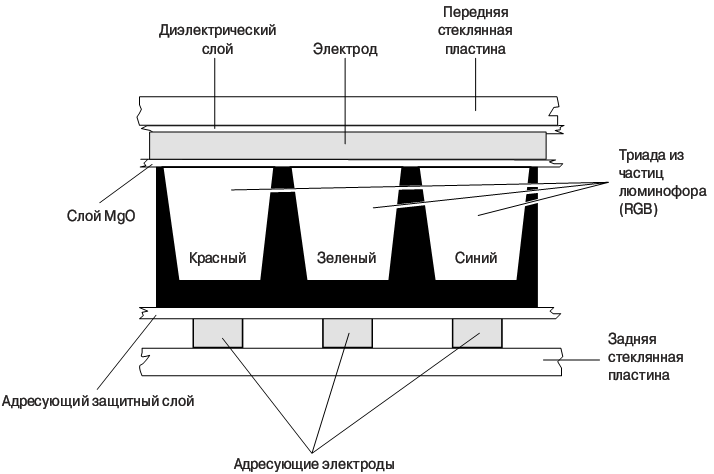 Диэлектрический
слой
Электрод
Передняя
стеклянная
пластина
Триада из
частиц
люминофора
(RGB)
Слой MgO
Красный
Зеленый
Синий
Задняя
стеклянная
пластина
Адресующий защитный слой
Адресующие электроды